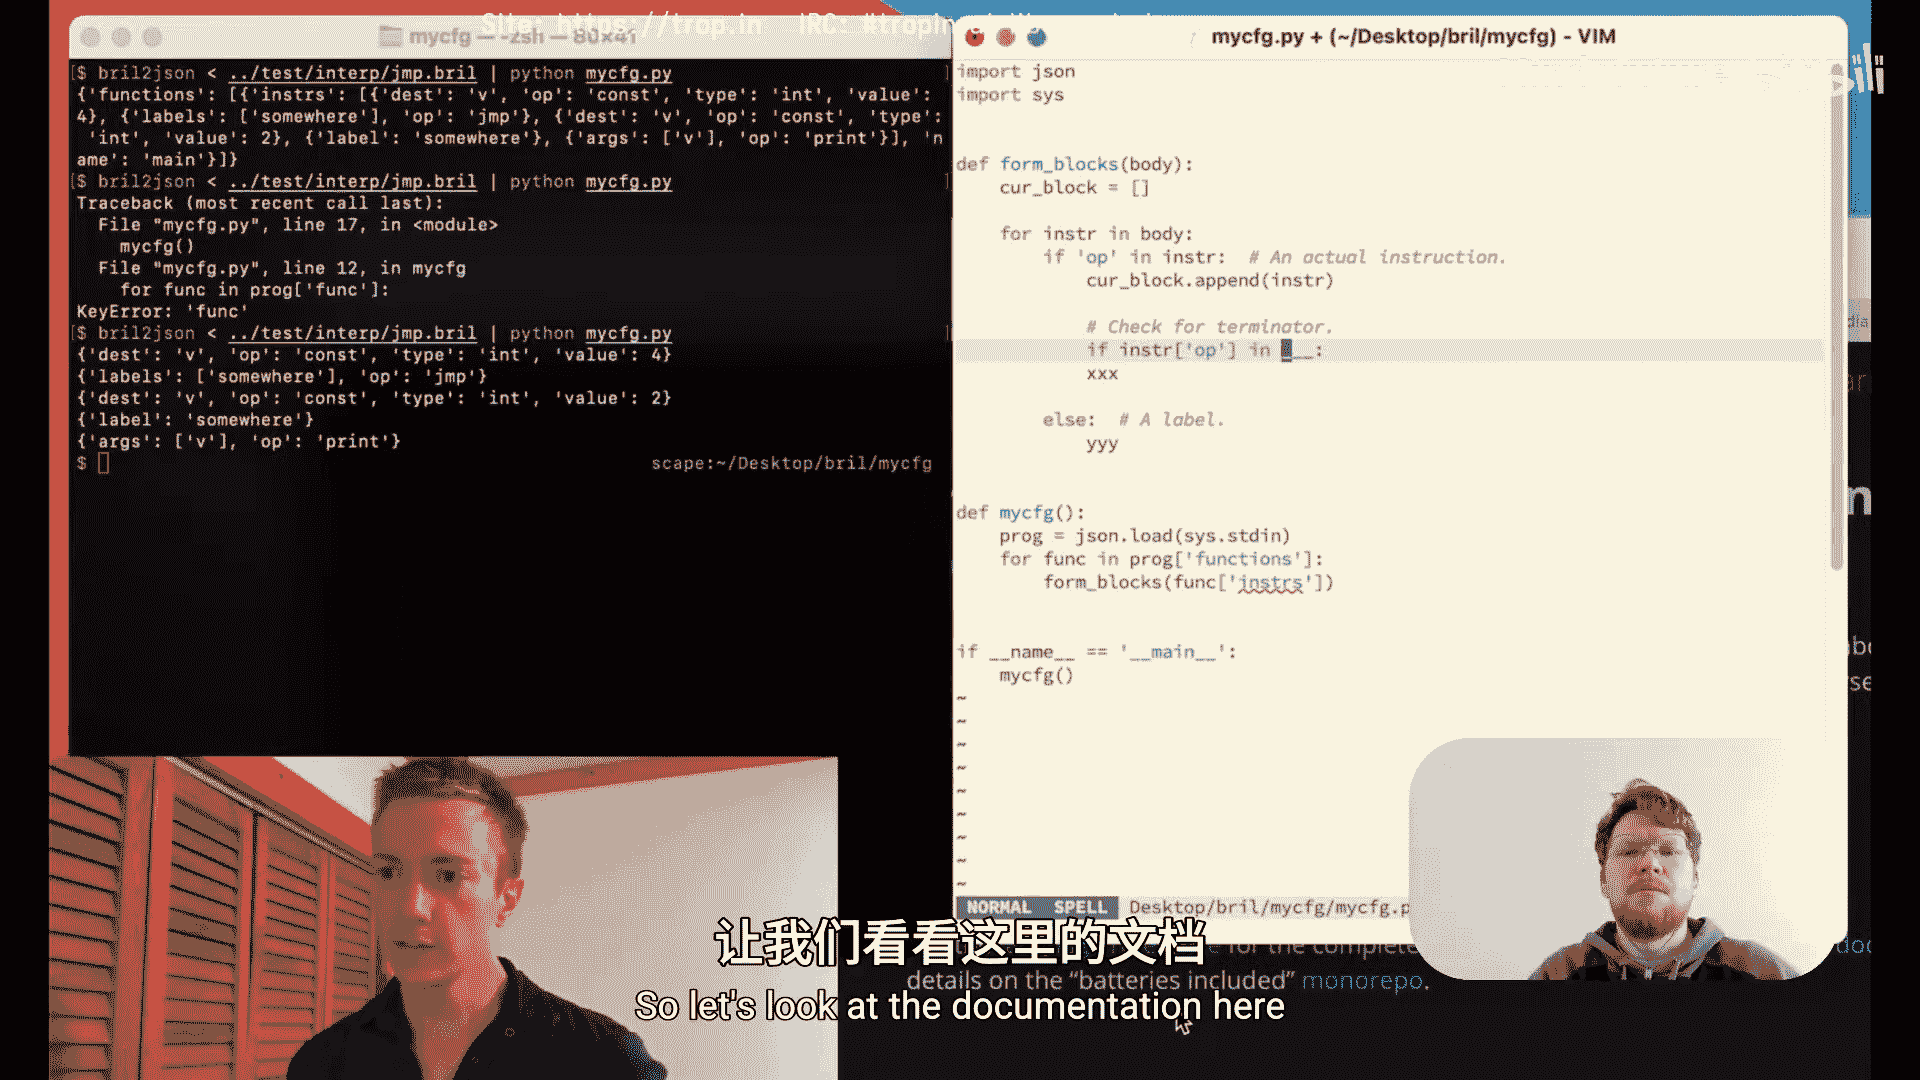 Site: https://trop.in IRC: #tropin
mycfg — -zsh — 80×41
$ bril2json < ../test/interp/jmp.bril | python mycfg.py
{'functions': [{'instrs': [{'dest': 'v', 'op': 'const', 'type': 'int', 'value':
4}, {'labels': ['somewhere'], 'op': 'jmp'}, {'dest': 'v', 'op': 'const', 'type':
'int', 'value': 2}, {'label': 'somewhere'}, {'args': ['v'], 'op': 'print'}], 'n
ame': 'main'}]}
$ bril2json < ../test/interp/jmp.bril | python mycfg.py
Traceback (most recent call last):
File "mycfg.py", line 17, in <module>
mycfg()
File "mycfg.py", line 12, in mycfg
for func in prog['func']:
KeyError: 'func'
$ bril2json < ../test/interp/jmp.bril | python mycfg.py
{'dest': 'v', 'op': 'const', 'type': 'int', 'value': 4}
{'labels': ['somewhere'], 'op': 'jmp'}
{'dest': 'v', 'op': 'const', 'type': 'int', 'value': 2}
{'label': 'somewhere'}
{'args': ['v'], 'op': 'print'}
$ scape:~/Desktop/bril/mycfg
mycfg.py + (~/Desktop/bril/mycfg) - VIM
import json
import sys
def form_blocks(body):
cur_block = []
for instr in body:
if 'op' in instr:  # An actual instruction.
cur_block.append(instr)
# Check for terminator.
if instr['op'] in ___:
xxx
else:  # A label.
yyy
def mycfg():
prog = json.load(sys.stdin)
for func in prog['functions']:
form_blocks(func['instrs'])
if __name__ == '__main__':
mycfg()
~
~
~
~
~
~
~
~
~
NORMAL SPELL Desktop/bril/mycfg/mycfg.p
for the complete
details on the “batteries included” monorepo.
让我们看看这里的文档
So let's look at the documentation here